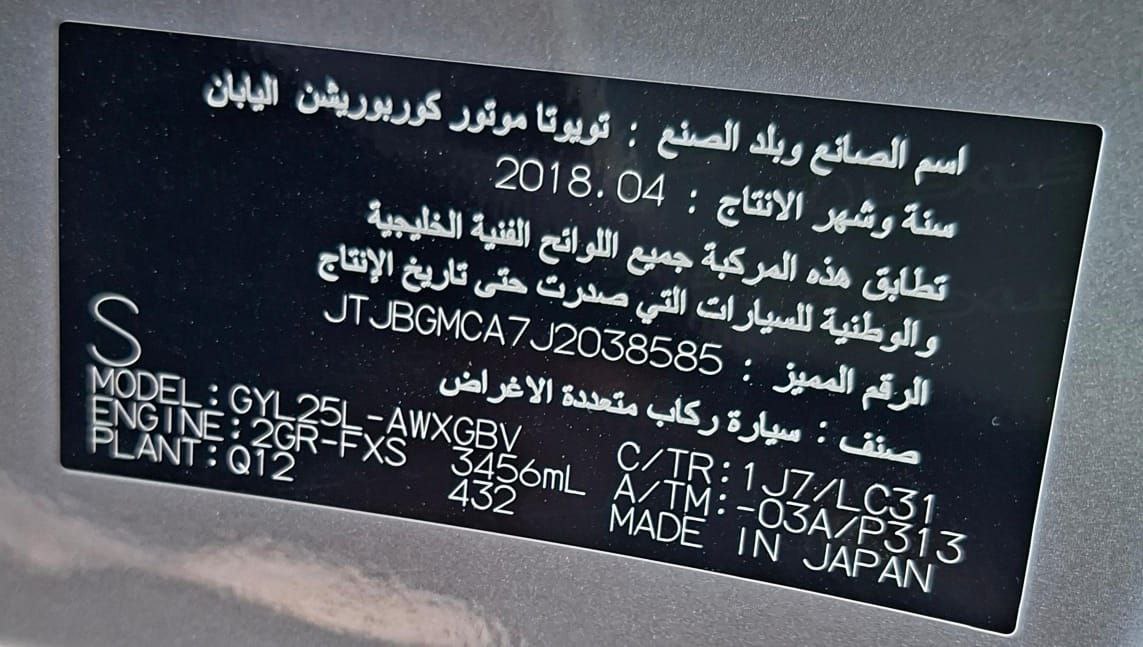 اسم الصانع وبلد الصنع : تويوتا موتور كوربوريشن اليابان
سنة وشهر الانتاج : 2018.04
تطابق هذه المركبة جميع اللوائح الفنية الخليجية
والوطنية للسيارات التي صدرت حتى تاريخ الإنتاج
الرقم المميز : JTJBGMCA7J2038585
صنف : سيارة ركاب متعددة الاغراض
S
MODEL: GYL25L-AWXGBV C/TR: 1J7/LC31
ENGINE: 2GR-FXS 3456mL A/TM: -03A/P313
PLANT: Q12 432 MADE IN JAPAN